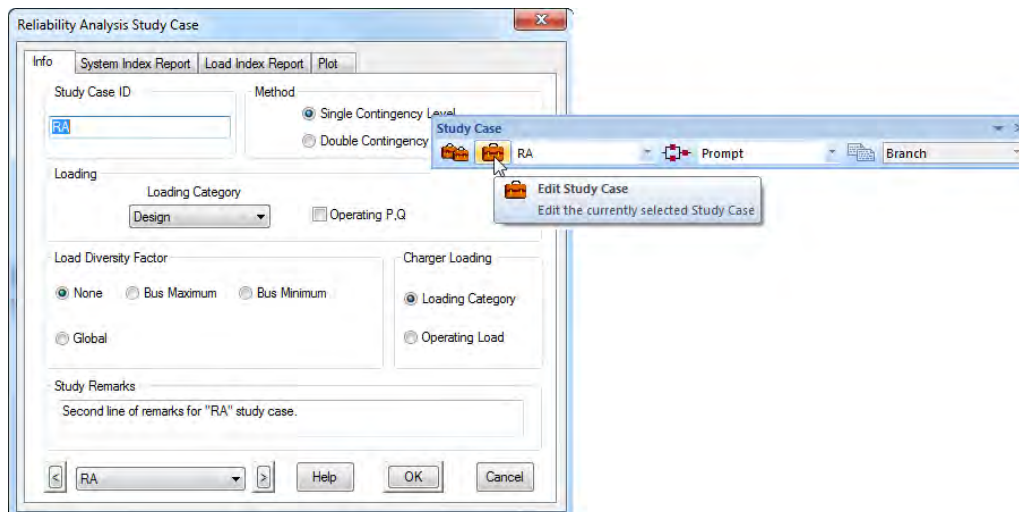 Reliability Analysis Study Case
Info System Index Report Load Index Report Plot
Study Case ID
RA
Method
Single Contingency Level
Double Contingency
Study Case
RA Prompt Branch
Edit Study Case
Edit the currently selected Study Case
Loading
Loading Category
Design Operating P,Q
Load Diversity Factor
None Bus Maximum Bus Minimum
Global
Charger Loading
Loading Category
Operating Load
Study Remarks
Second line of remarks for "RA" study case.
< RA > Help OK Cancel